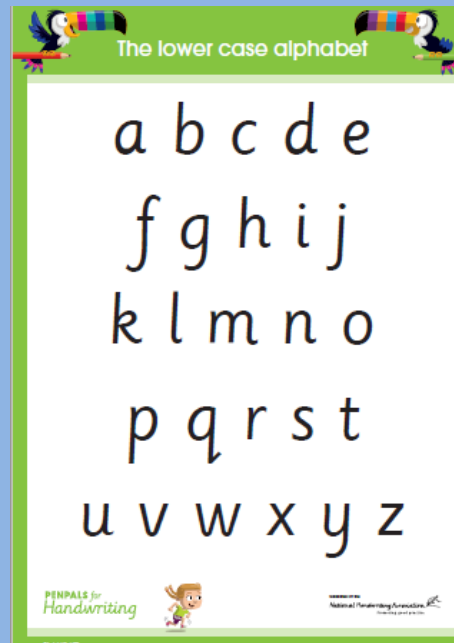 The lower case alphabet
a b c d e
f g h i j
k l m n o
p q r s t
u v w x y z
PENPALS for
Handwriting
National Handwriting Association